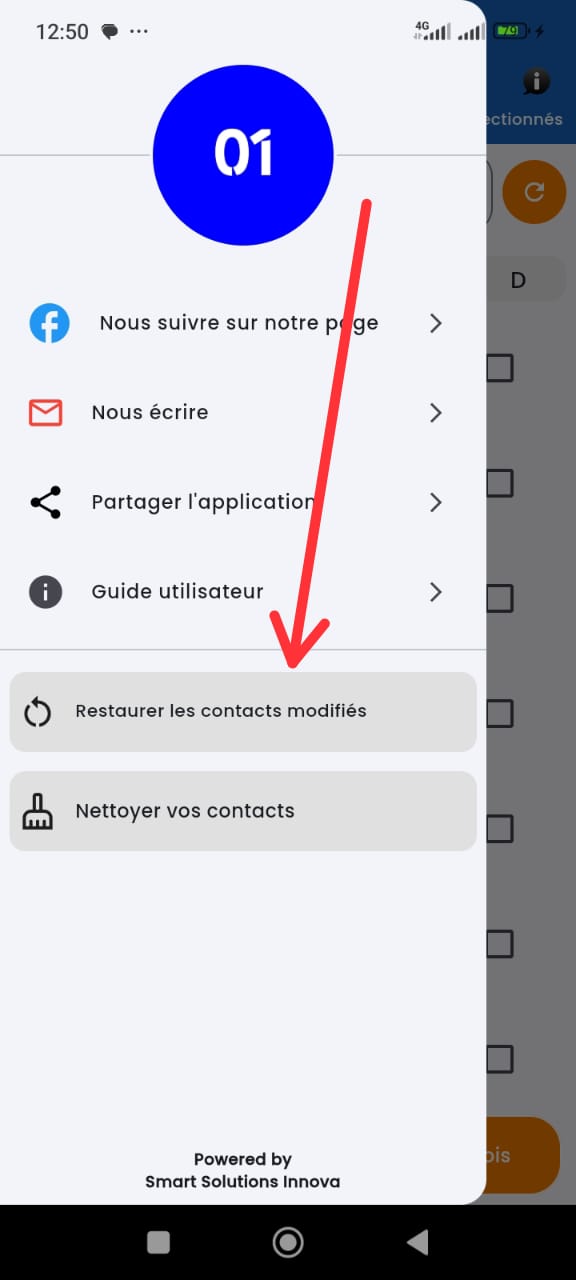 12:50
4G
79
ectionnés
01
D
Nous suivre sur notre page
Nous écrire
Partager l'application
Guide utilisateur
Restaurer les contacts modifiés
Nettoyer vos contacts
ois
Powered by
Smart Solutions Innova